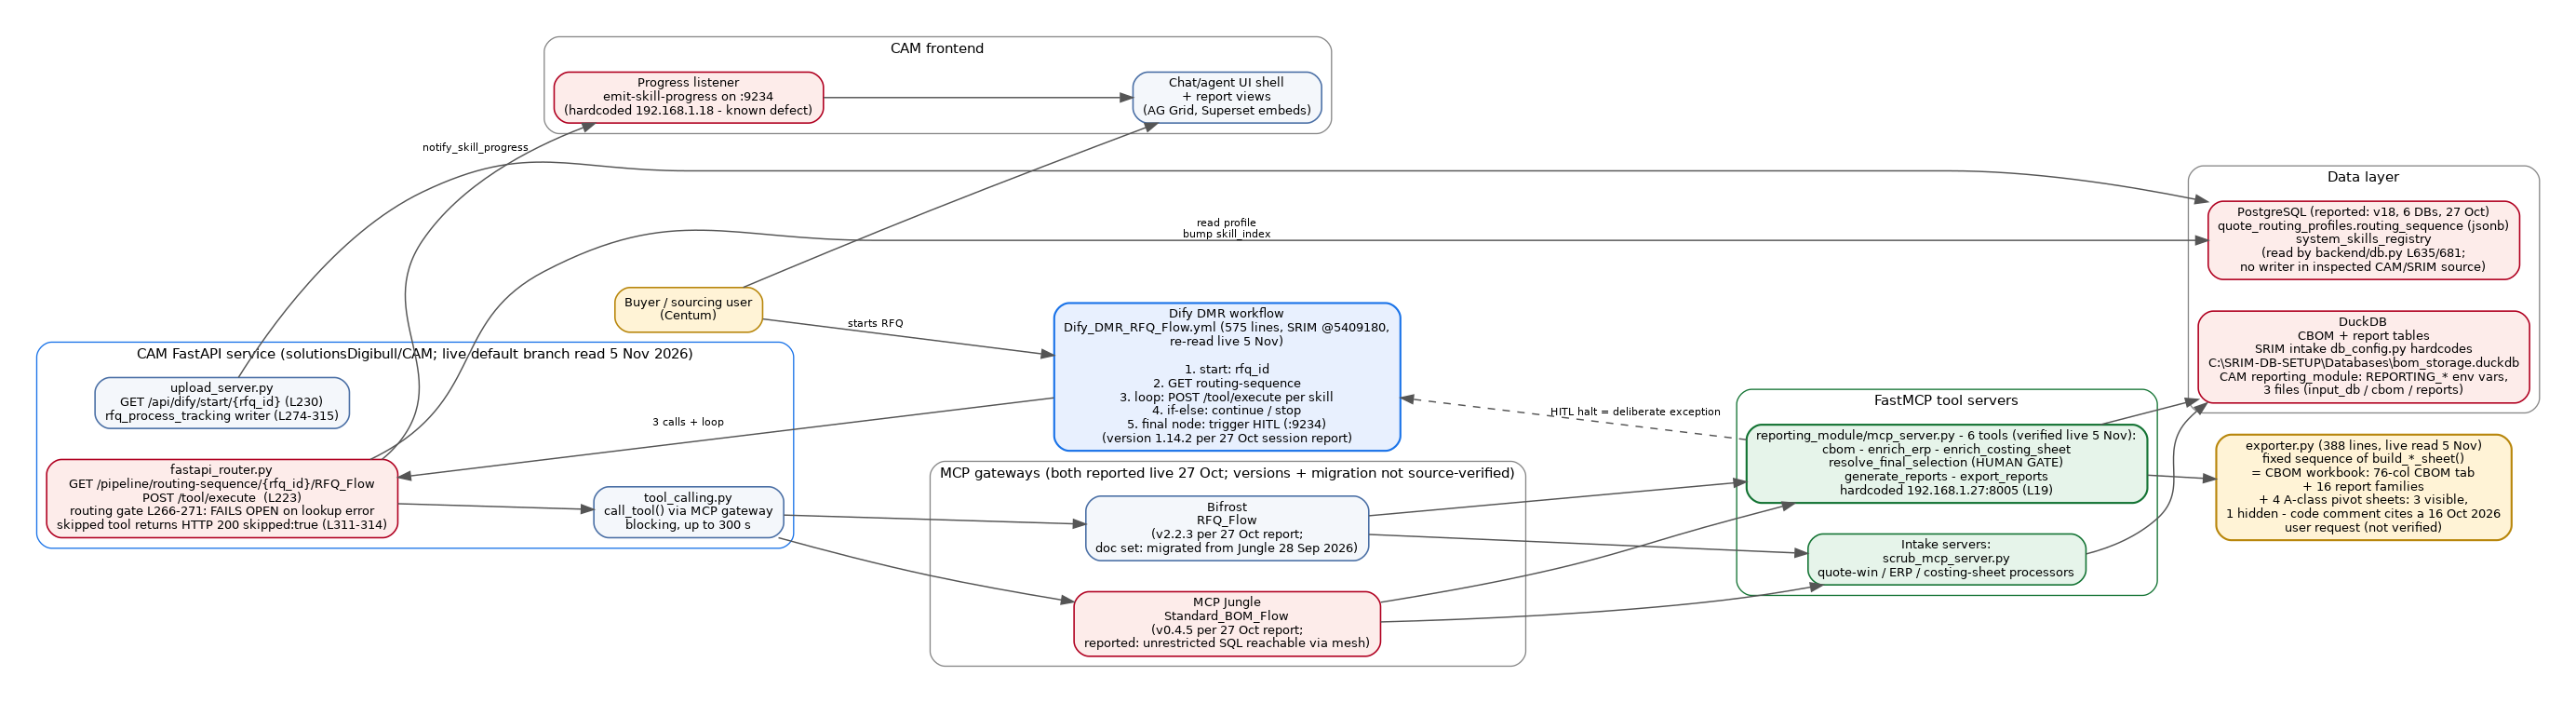 CAM frontend
Progress listener
emit-skill-progress on :9234
(hardcoded 192.168.1.18 - known defect)
Chat/agent UI shell
+ report views
(AG Grid, Superset embeds)
notify_skill_progress
Data layer
PostgreSQL (reported: v18, 6 DBs, 27 Oct)
quote_routing_profiles.routing_sequence (jsonb)
system_skills_registry
(read by backend/db.py L635/681;
no writer in inspected CAM/SRIM source)
read profile
bump skill_index
Buyer / sourcing user
(Centum)
starts RFQ
Dify DMR workflow
Dify_DMR_RFQ_Flow.yml (575 lines, SRIM @5409180,
re-read live 5 Nov)
1. start: rfq_id
2. GET routing-sequence
3. loop: POST /tool/execute per skill
4. if-else: continue / stop
5. final node: trigger HITL (:9234)
(version 1.14.2 per 27 Oct session report)
DuckDB
CBOM + report tables
SRIM intake db_config.py hardcodes
C:\SRIM-DB-SETUP\Databases\bom_storage.duckdb
CAM reporting_module: REPORTING_* env vars,
3 files (input_db / cbom / reports)
CAM FastAPI service (solutionsDigibull/CAM; live default branch read 5 Nov 2026)
upload_server.py
GET /api/dify/start/{rfq_id} (L230)
rfq_process_tracking writer (L274-315)
3 calls + loop
fastapi_router.py
GET /pipeline/routing-sequence/{rfq_id}/RFQ_Flow
POST /tool/execute  (L223)
routing gate L266-271: FAILS OPEN on lookup error
skipped tool returns HTTP 200 skipped:true (L311-314)
tool_calling.py
call_tool() via MCP gateway
blocking, up to 300 s
HITL halt = deliberate exception
FastMCP tool servers
reporting_module/mcp_server.py - 6 tools (verified live 5 Nov):
cbom - enrich_erp - enrich_costing_sheet
resolve_final_selection (HUMAN GATE)
generate_reports - export_reports
hardcoded 192.168.1.27:8005 (L19)
Intake servers:
scrub_mcp_server.py
quote-win / ERP / costing-sheet processors
exporter.py (388 lines, live read 5 Nov)
fixed sequence of build_*_sheet()
= CBOM workbook: 76-col CBOM tab
+ 16 report families
+ 4 A-class pivot sheets: 3 visible,
1 hidden - code comment cites a 16 Oct 2026
user request (not verified)
MCP gateways (both reported live 27 Oct; versions + migration not source-verified)
Bifrost
RFQ_Flow
(v2.2.3 per 27 Oct report;
doc set: migrated from Jungle 28 Sep 2026)
MCP Jungle
Standard_BOM_Flow
(v0.4.5 per 27 Oct report;
reported: unrestricted SQL reachable via mesh)